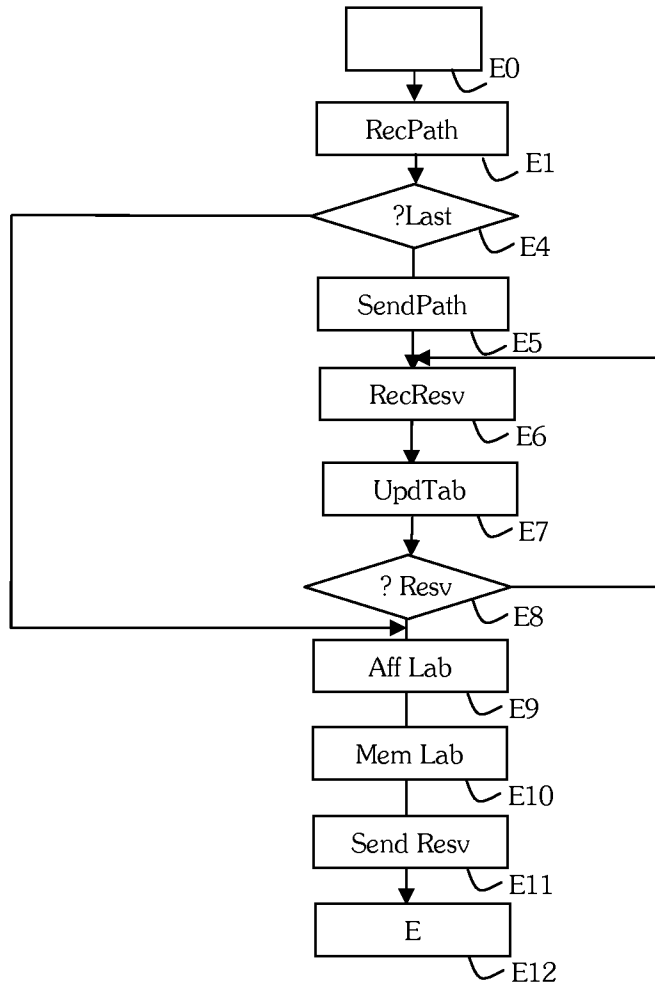 E0
RecPath
E1
?Last
E4
SendPath
E5
RecResv
E6
UpdTab
E7
? Resv
E8
Aff Lab
E9
Mem Lab
E10
Send Resv
E11
E
E12